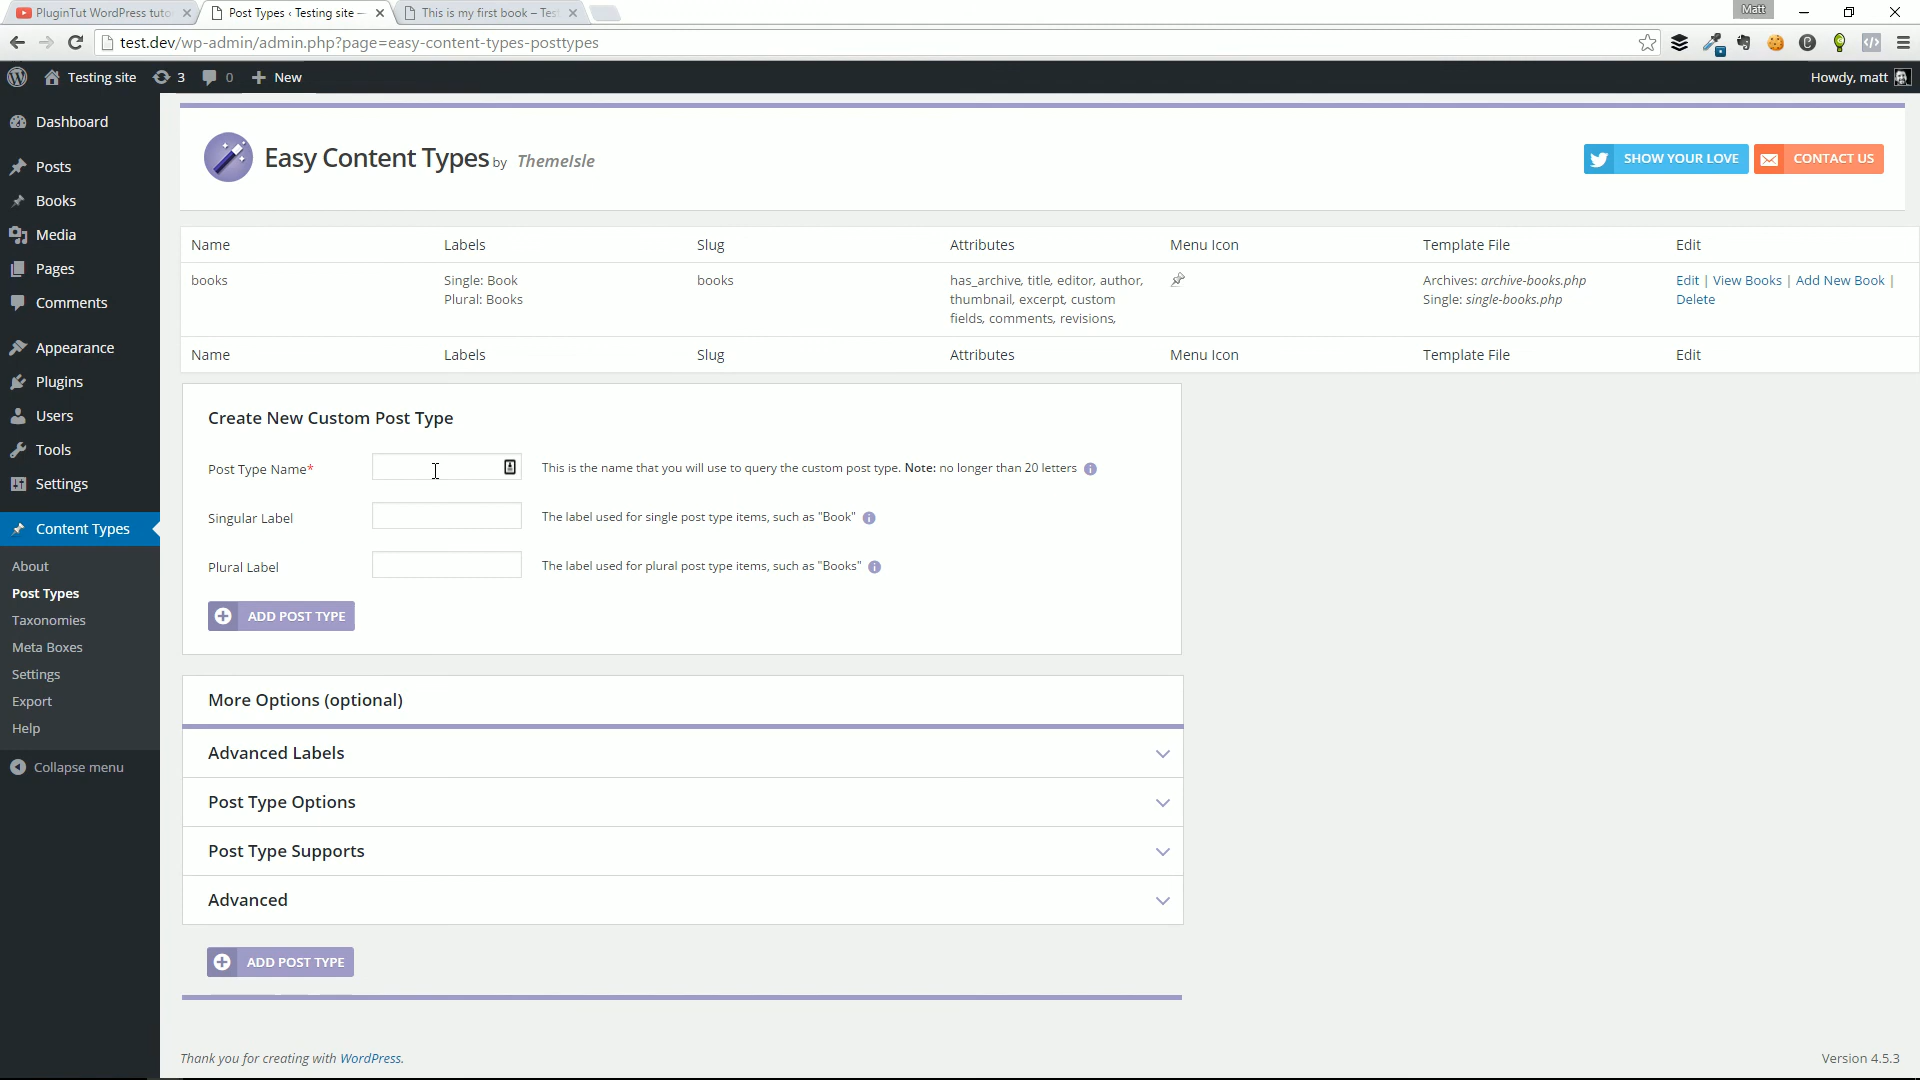 PluginTut WordPress tuto
Post Types ‹ Testing site —
This is my first book – Tes
Matt
test.dev/wp-admin/admin.php?page=easy-content-types-posttypes
Testing site
3
0
New
Howdy, matt
Dashboard
Posts
Books
Media
Pages
Comments
Appearance
Plugins
Users
Tools
Settings
Content Types
About
Post Types
Taxonomies
Meta Boxes
Settings
Export
Help
Collapse menu
Easy Content Types by ThemeIsle
SHOW YOUR LOVE
CONTACT US
Name Labels Slug Attributes Menu Icon Template File Edit
books Single: Book books has_archive, title, editor, author, Archives: archive-books.php Edit | View Books | Add New Book |
Plural: Books thumbnail, excerpt, custom Single: single-books.php Delete
fields, comments, revisions,
Name Labels Slug Attributes Menu Icon Template File Edit
Create New Custom Post Type
Post Type Name* This is the name that you will use to query the custom post type. Note: no longer than 20 letters
Singular Label The label used for single post type items, such as "Book"
Plural Label The label used for plural post type items, such as "Books"
ADD POST TYPE
More Options (optional)
Advanced Labels
Post Type Options
Post Type Supports
Advanced
ADD POST TYPE
Thank you for creating with WordPress.
Version 4.5.3